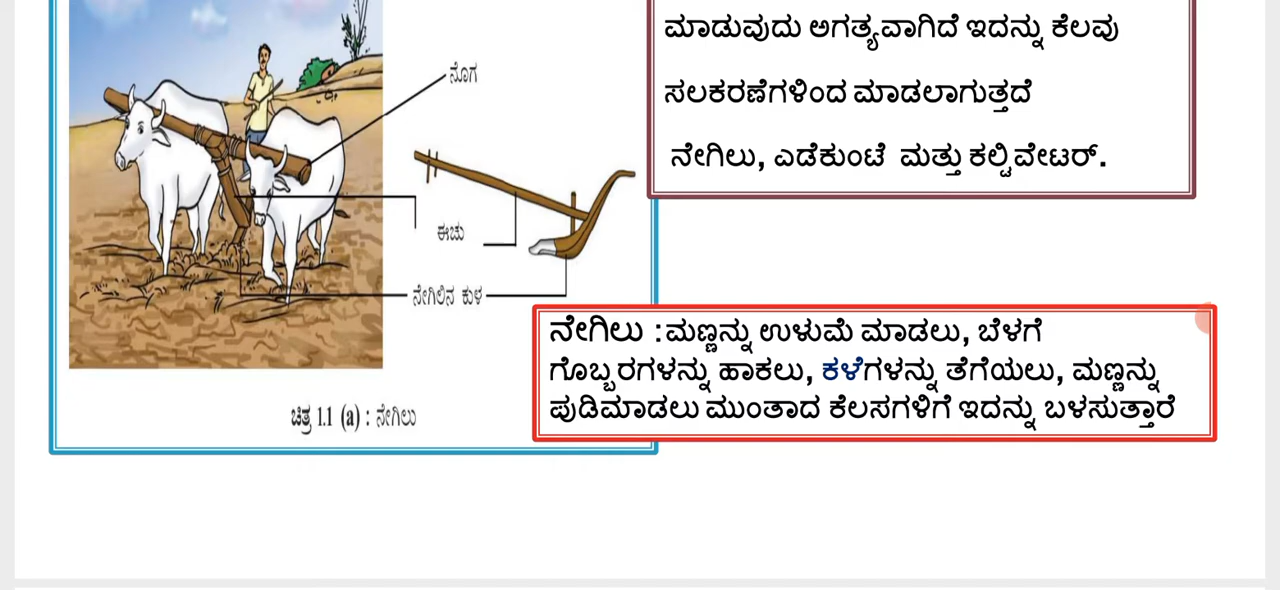 ಮಾಡುವುದು ಅಗತ್ಯವಾಗಿದೆ ಇದನ್ನು ಕೆಲವು
ಸಲಕರಣೆಗಳಿಂದ ಮಾಡಲಾಗುತ್ತದೆ
ನೇಗಿಲು, ಎಡೆಕುಂಟೆ ಮತ್ತು ಕಲ್ಟಿವೇಟರ್.
ನೊಗ
ಈಚು
ನೇಗಿಲಿನ ಕುಳ
ಚಿತ್ರ 1.1 (a) : ನೇಗಿಲು
ನೇಗಿಲು :ಮಣ್ಣನ್ನು ಉಳುಮೆ ಮಾಡಲು, ಬೆಳೆಗೆ
ಗೊಬ್ಬರಗಳನ್ನು ಹಾಕಲು, ಕಳೆಗಳನ್ನು ತೆಗೆಯಲು, ಮಣ್ಣನ್ನು
ಪುಡಿಮಾಡಲು ಮುಂತಾದ ಕೆಲಸಗಳಿಗೆ ಇದನ್ನು ಬಳಸುತ್ತಾರೆ